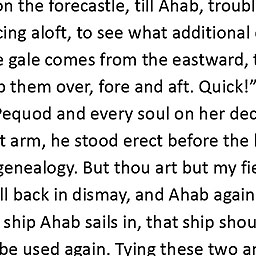 on the forecastle, till Ahab, troubl
cing aloft, to see what additional
e gale comes from the eastward,
them over, fore and aft. Quick!"
Pequod and every soul on her dec
t arm, he stood erect before the
genealogy. But thou art but my fie
ll back in dismay, and Ahab again
ship Ahab sails in, that ship shou
be used again. Tying these two a